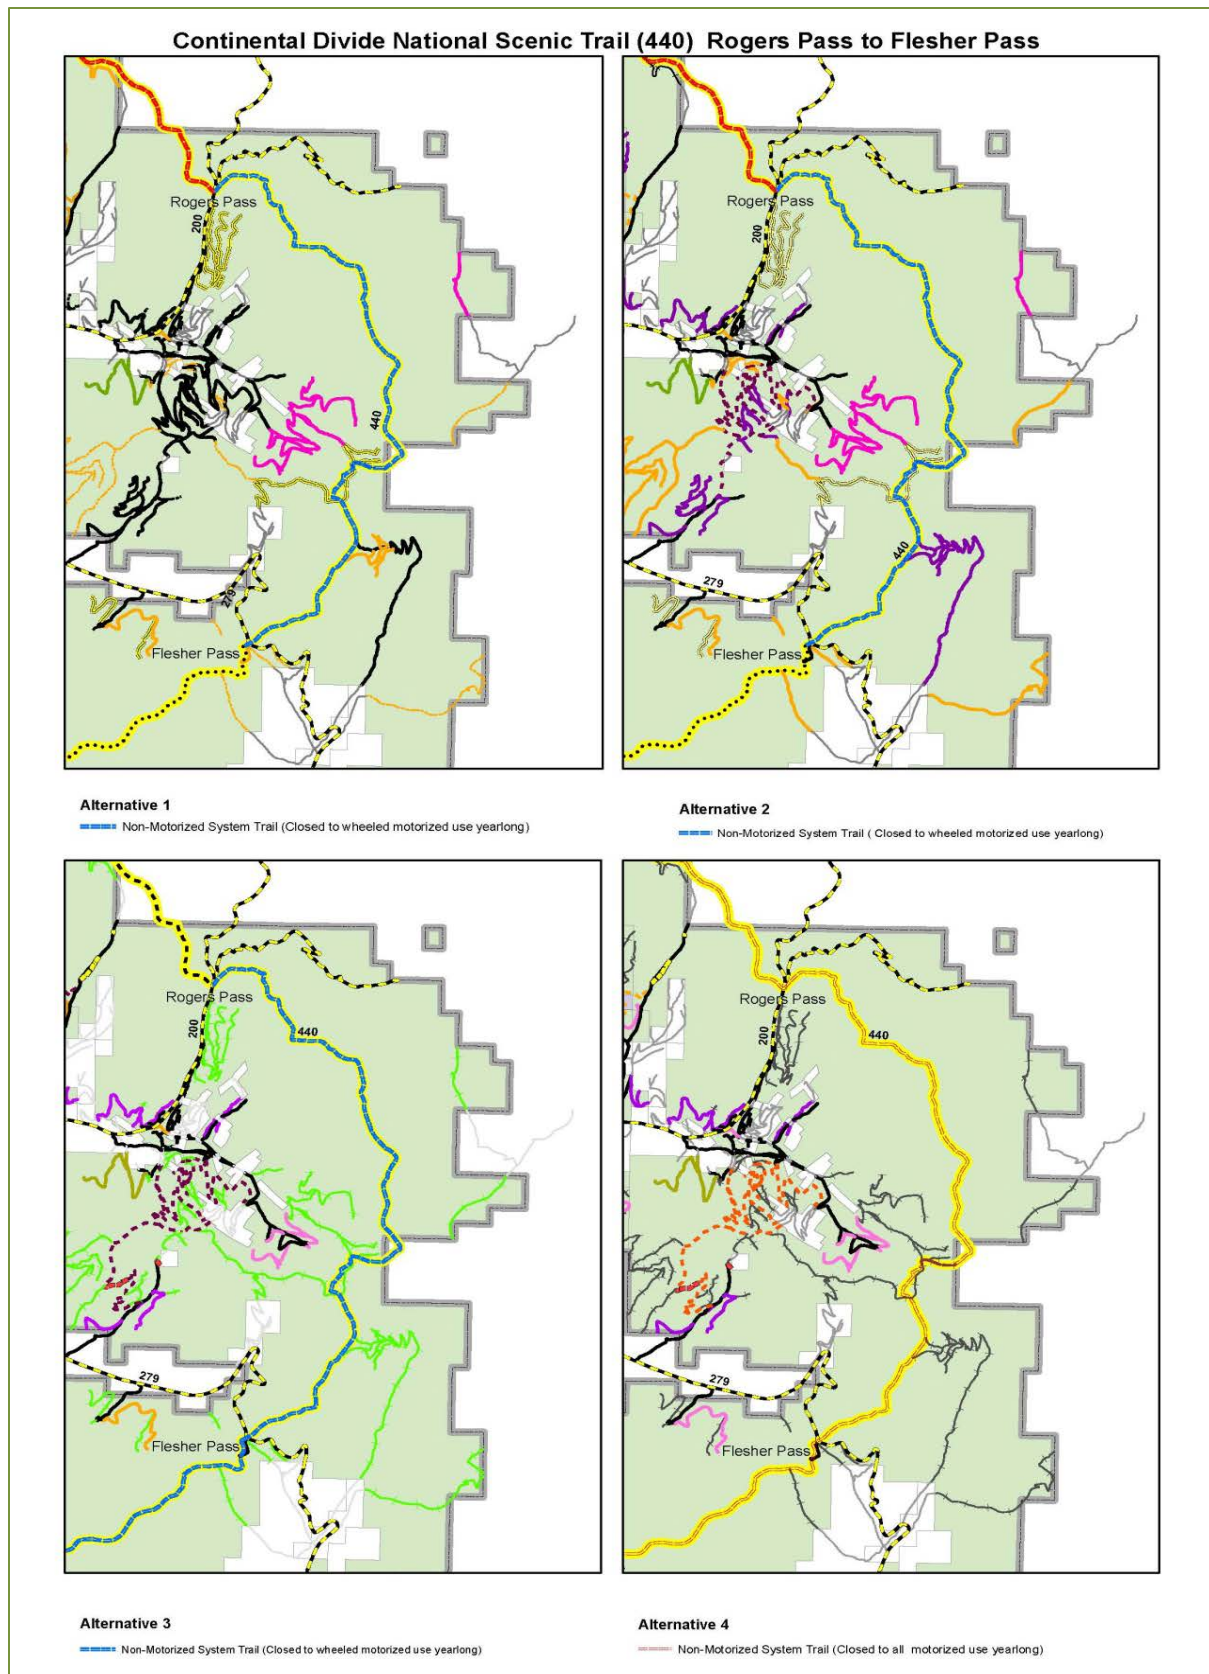 Continental Divide National Scenic Trail (440) Rogers Pass to Flesher Pass
Rogers Pass
200
440
279
Flesher Pass
Rogers Pass
200
440
440
279
Flesher Pass
Alternative 1
Non-Motorized System Trail (Closed to wheeled motorized use yearlong)
Alternative 2
Non-Motorized System Trail ( Closed to wheeled motorized use yearlong)
Rogers Pass
200
440
279
Flesher Pass
Rogers Pass
200
440
279
Flesher Pass
Alternative 3
Non-Motorized System Trail (Closed to wheeled motorized use yearlong)
Alternative 4
Non-Motorized System Trail (Closed to all motorized use yearlong)